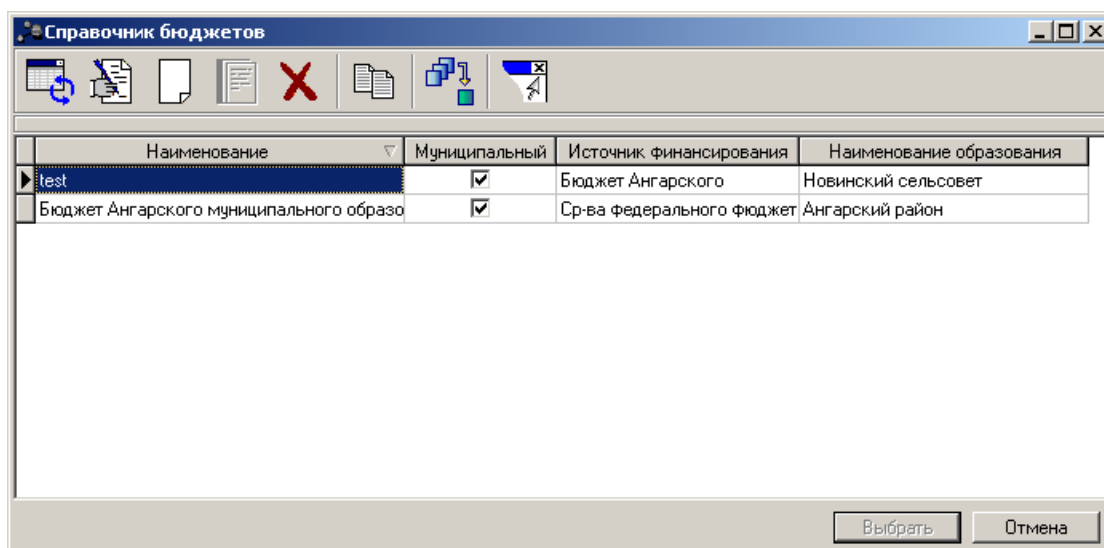 Справочник бюджетов
Наименование Муниципальный Источник финансирования Наименование образования
test Бюджет Ангарского Новинский сельсовет
Бюджет Ангарского муниципального образо Ср-ва федерального фюджет Ангарский район
Выбрать Отмена